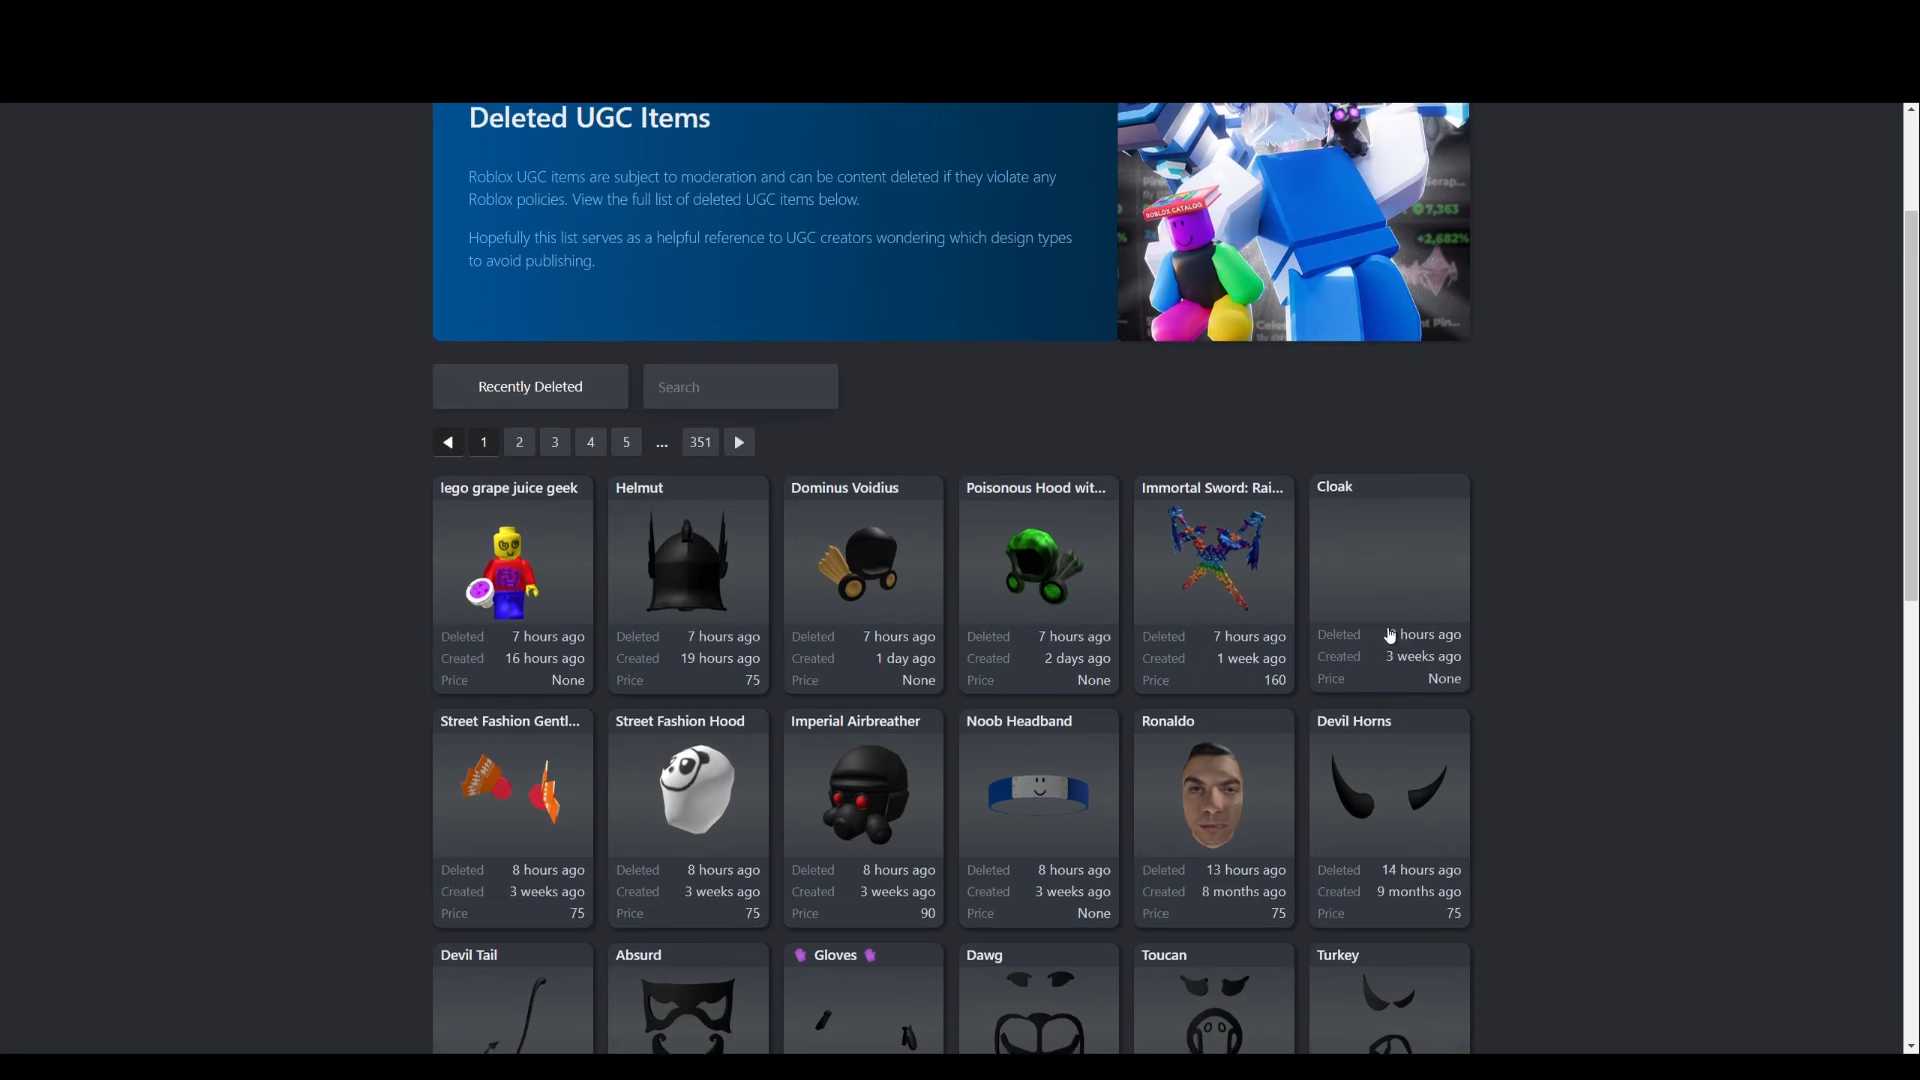 Deleted UGC Items
Roblox UGC items are subject to moderation and can be content deleted if they violate any
Roblox policies. View the full list of deleted UGC items below.
Hopefully this list serves as a helpful reference to UGC creators wondering which design types
to avoid publishing.
ROBLOX CATALOG
7,363
+2,682%
Recently Deleted
Search
1 2 3 4 5 ... 351
lego grape juice geek Helmut Dominus Voidius Poisonous Hood wit... Immortal Sword: Rai... Cloak
Deleted 7 hours ago Deleted 7 hours ago Deleted 7 hours ago Deleted 7 hours ago Deleted 7 hours ago Deleted hours ago
Created 16 hours ago Created 19 hours ago Created 1 day ago Created 2 days ago Created 1 week ago Created 3 weeks ago
Price None Price 75 Price None Price None Price 160 Price None
Street Fashion Gentl... Street Fashion Hood Imperial Airbreather Noob Headband Ronaldo Devil Horns
Deleted 8 hours ago Deleted 8 hours ago Deleted 8 hours ago Deleted 8 hours ago Deleted 13 hours ago Deleted 14 hours ago
Created 3 weeks ago Created 3 weeks ago Created 3 weeks ago Created 3 weeks ago Created 8 months ago Created 9 months ago
Price 75 Price 75 Price 90 Price None Price 75 Price 75
Devil Tail Absurd Gloves Dawg Toucan Turkey